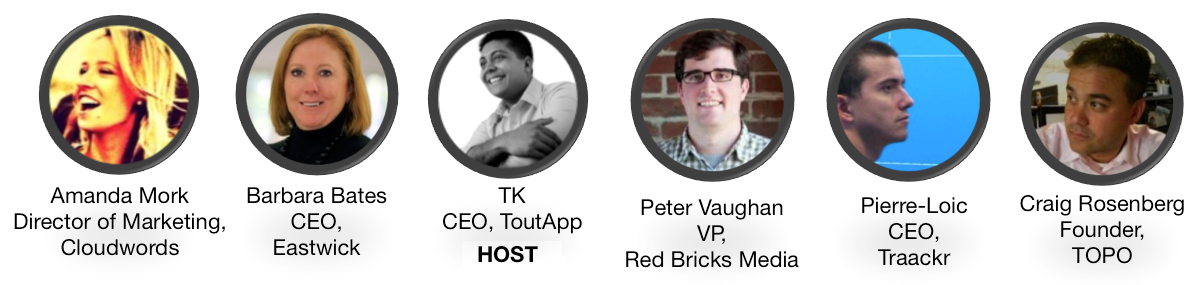 Amanda Mork
Director of Marketing,
Cloudwords
Barbara Bates
CEO,
Eastwick
TK
CEO, ToutApp
HOST
Peter Vaughan
VP,
Red Bricks Media
Pierre-Loic
CEO,
Traackr
Craig Rosenberg
Founder,
TOPO